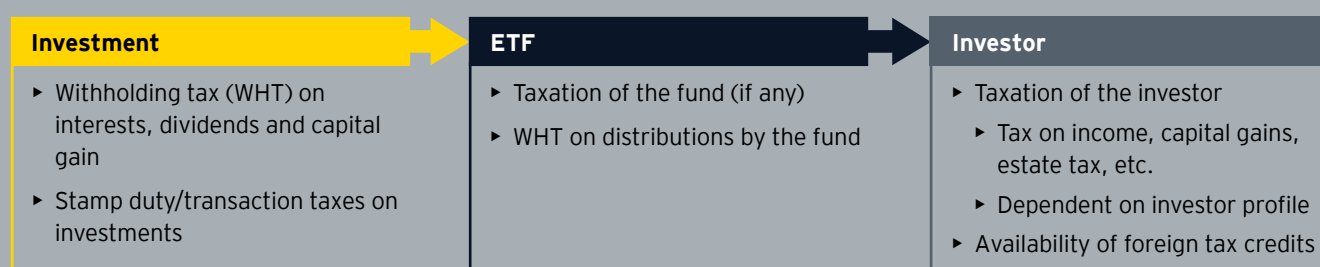 Investment
▸ Withholding tax (WHT) on
interests, dividends and capital
gain
▸ Stamp duty/transaction taxes on
investments
ETF
▸ Taxation of the fund (if any)
▸ WHT on distributions by the fund
Investor
▸ Taxation of the investor
▸ Tax on income, capital gains,
estate tax, etc.
▸ Dependent on investor profile
▸ Availability of foreign tax credits